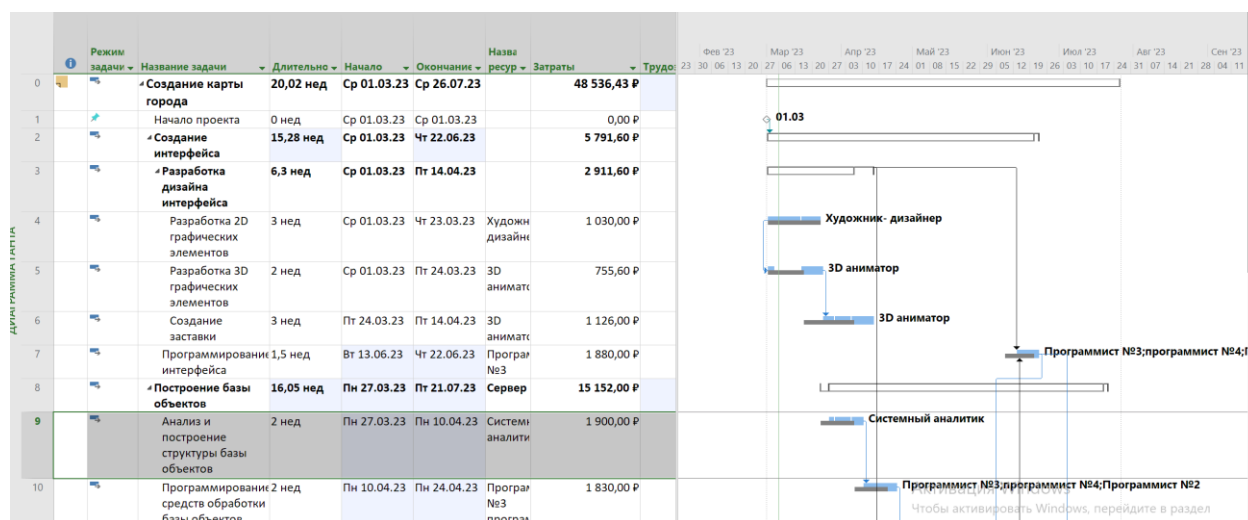 Режим задачи Название задачи Длительно Начало Окончание Назва ресур Затраты Трудоз
Фев '23 Мар '23 Апр '23 Май '23 Июн '23 Июл '23 Авг '23 Сен '23
23 30 06 13 20 27 06 13 20 27 03 10 17 24 01 08 15 22 29 05 12 19 26 03 10 17 24 31 07 14 21 28 04 11
ДИАГРАММА ГАНТА
0 Создание карты города 20,02 нед Ср 01.03.23 Ср 26.07.23 48 536,43 ₽
1 Начало проекта 0 нед Ср 01.03.23 Ср 01.03.23 0,00 ₽ 01.03
2 Создание интерфейса 15,28 нед Ср 01.03.23 Чт 22.06.23 5 791,60 ₽
3 Разработка дизайна интерфейса 6,3 нед Ср 01.03.23 Пт 14.04.23 2 911,60 ₽
4 Разработка 2D графических элементов 3 нед Ср 01.03.23 Чт 23.03.23 Художн дизайне 1 030,00 ₽ Художник- дизайнер
5 Разработка 3D графических элементов 2 нед Ср 01.03.23 Пт 24.03.23 3D аниматс 755,60 ₽ 3D аниматор
6 Создание заставки 3 нед Пт 24.03.23 Пт 14.04.23 3D аниматс 1 126,00 ₽ 3D аниматор
7 Программирование интерфейса 1,5 нед Вт 13.06.23 Чт 22.06.23 Програм №3 1 880,00 ₽ Программист №3;программист №4;П
8 Построение базы объектов 16,05 нед Пн 27.03.23 Пт 21.07.23 Сервер 15 152,00 ₽
9 Анализ и построение структуры базы объектов 2 нед Пн 27.03.23 Пн 10.04.23 Системн аналити 1 900,00 ₽ Системный аналитик
10 Программирование средств обработки базы объектов 2 нед Пн 10.04.23 Пн 24.04.23 Програм №3 програм 1 830,00 ₽ Программист №3;программист №4;Программист №2
Активация Windows
Чтобы активировать Windows, перейдите в раздел